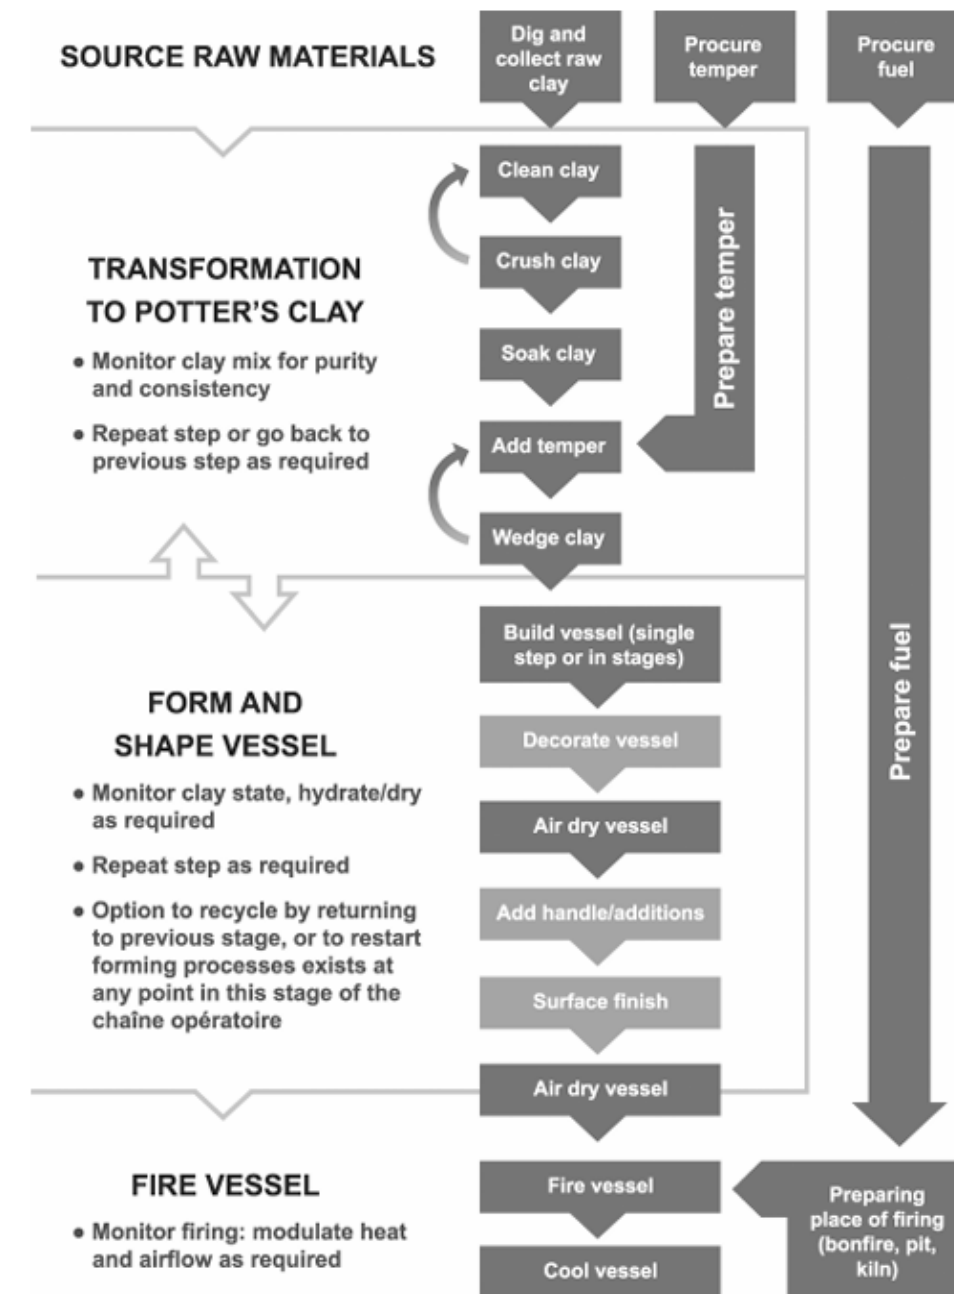 SOURCE RAW MATERIALS
Dig and
collect raw
clay
Procure
temper
Procure
fuel
TRANSFORMATION
TO POTTER'S CLAY
● Monitor clay mix for purity
and consistency
● Repeat step or go back to
previous step as required
Clean clay
Crush clay
Soak clay
Add temper
Wedge clay
Prepare temper
Prepare fuel
FORM AND
SHAPE VESSEL
● Monitor clay state, hydrate/dry
as required
● Repeat step as required
● Option to recycle by returning
to previous stage, or to restart
forming processes exists at
any point in this stage of the
chaîne opératoire
Build vessel (single
step or in stages)
Decorate vessel
Air dry vessel
Add handle/additions
Surface finish
Air dry vessel
FIRE VESSEL
● Monitor firing: modulate heat
and airflow as required
Fire vessel
Cool vessel
Preparing
place of firing
(bonfire, pit,
kiln)